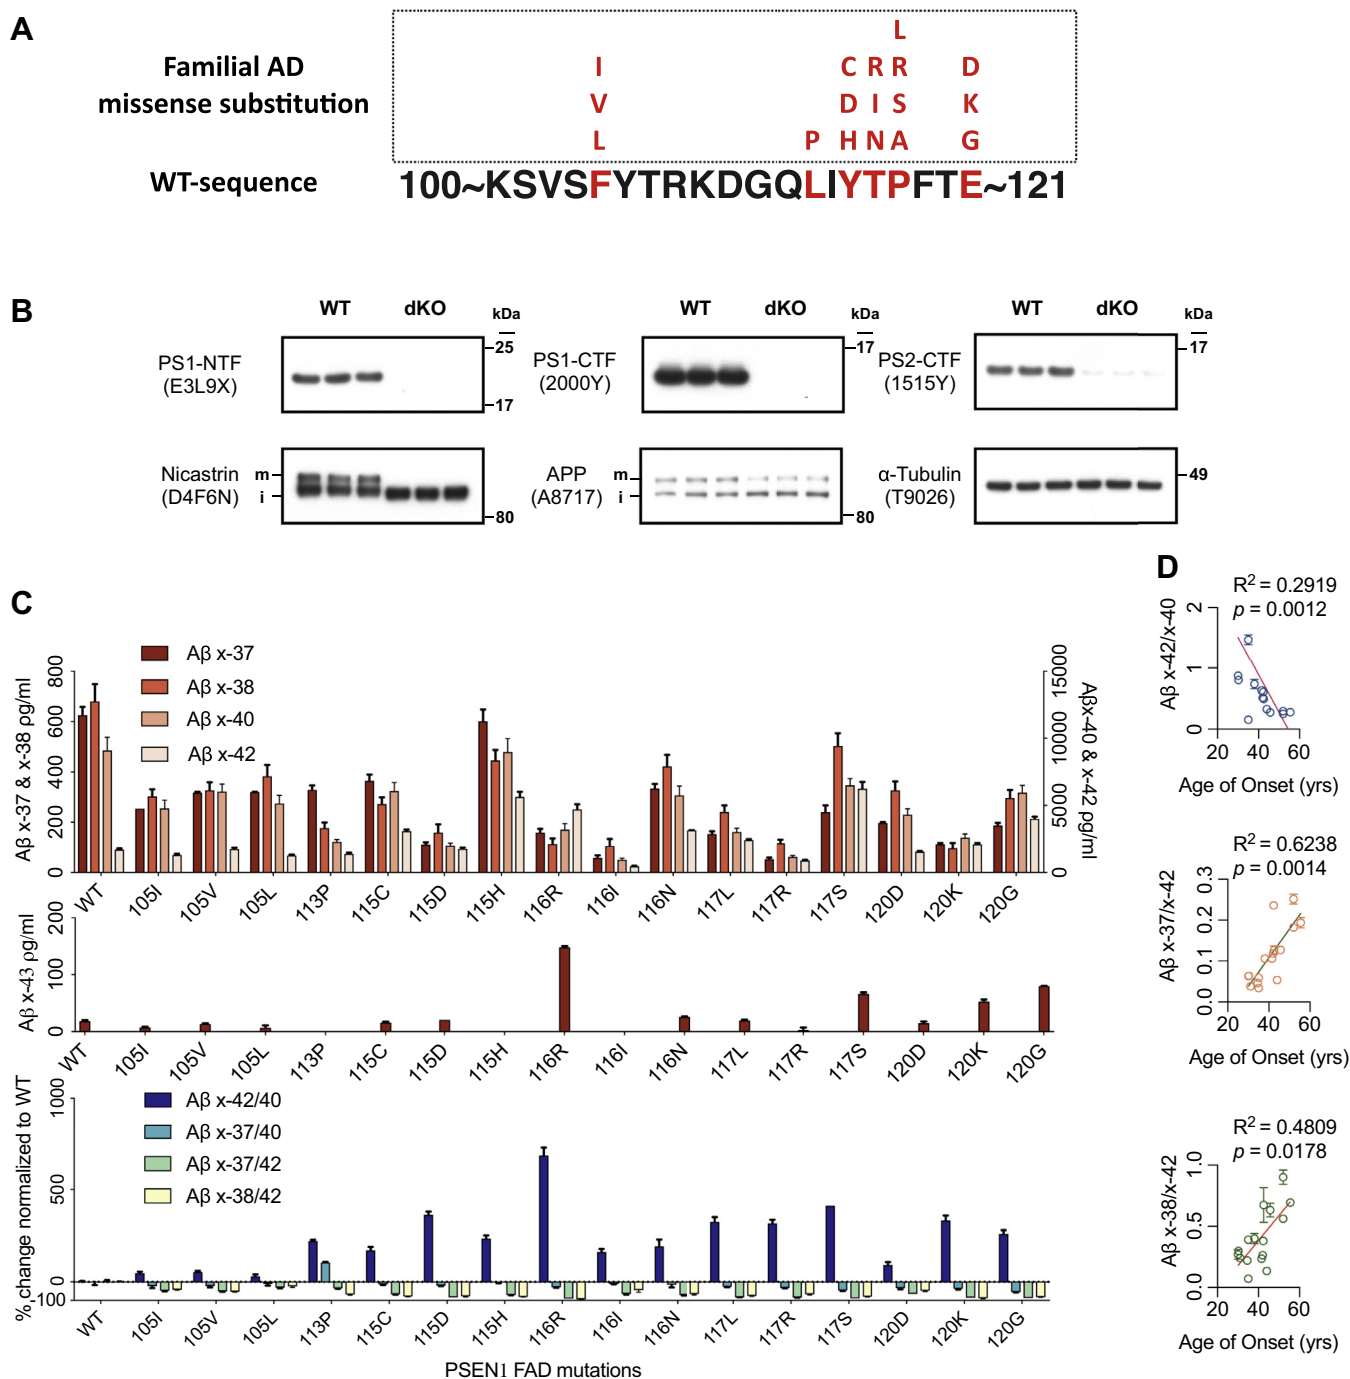 A
L
Familial AD I C R R D
missense substitution V D I S K
L P H N A G
WT-sequence 100~KSVSFYTRKDGQLIYTPFTE~121
B
WT dKO kDa
PS1-NTF
(E3L9X)
25
17
WT dKO kDa
PS1-CTF
(2000Y)
17
WT dKO kDa
PS2-CTF
(1515Y)
17
Nicastrin
(D4F6N)
m
i
80
APP
(A8717)
m
i
80
α-Tubulin
(T9026)
49
C
Aβ x-37
Aβ x-38
Aβ x-40
Aβ x-42
Aβ x-37 & x-38 ρg/ml
800
600
400
200
0
Aβx-40 & x-42 ρg/ml
15000
10000
5000
0
WT 105I 105V 105L 113P 115C 115D 115H 116R 116I 116N 117L 117R 117S 120D 120K 120G
Aβ x-43 ρg/ml
200
100
0
WT 105I 105V 105L 113P 115C 115D 115H 116R 116I 116N 117L 117R 117S 120D 120K 120G
Aβ x-42/40
Aβ x-37/40
Aβ x-37/42
Aβ x-38/42
% change normalized to WT
1000
500
0
-100
WT 105I 105V 105L 113P 115C 115D 115H 116R 116I 116N 117L 117R 117S 120D 120K 120G
PSEN1 FAD mutations
D
R2 = 0.2919
p = 0.0012
Aβ x-42/x-40
2
1
0
20 40 60
Age of Onset (yrs)
R2 = 0.6238
p = 0.0014
Aβ x-37/x-42
0.3
0.2
0.1
0.0
20 40 60
Age of Onset (yrs)
R2 = 0.4809
p = 0.0178
Aβ x-38/x-42
1.0
0.5
0.0
20 40 60
Age of Onset (yrs)